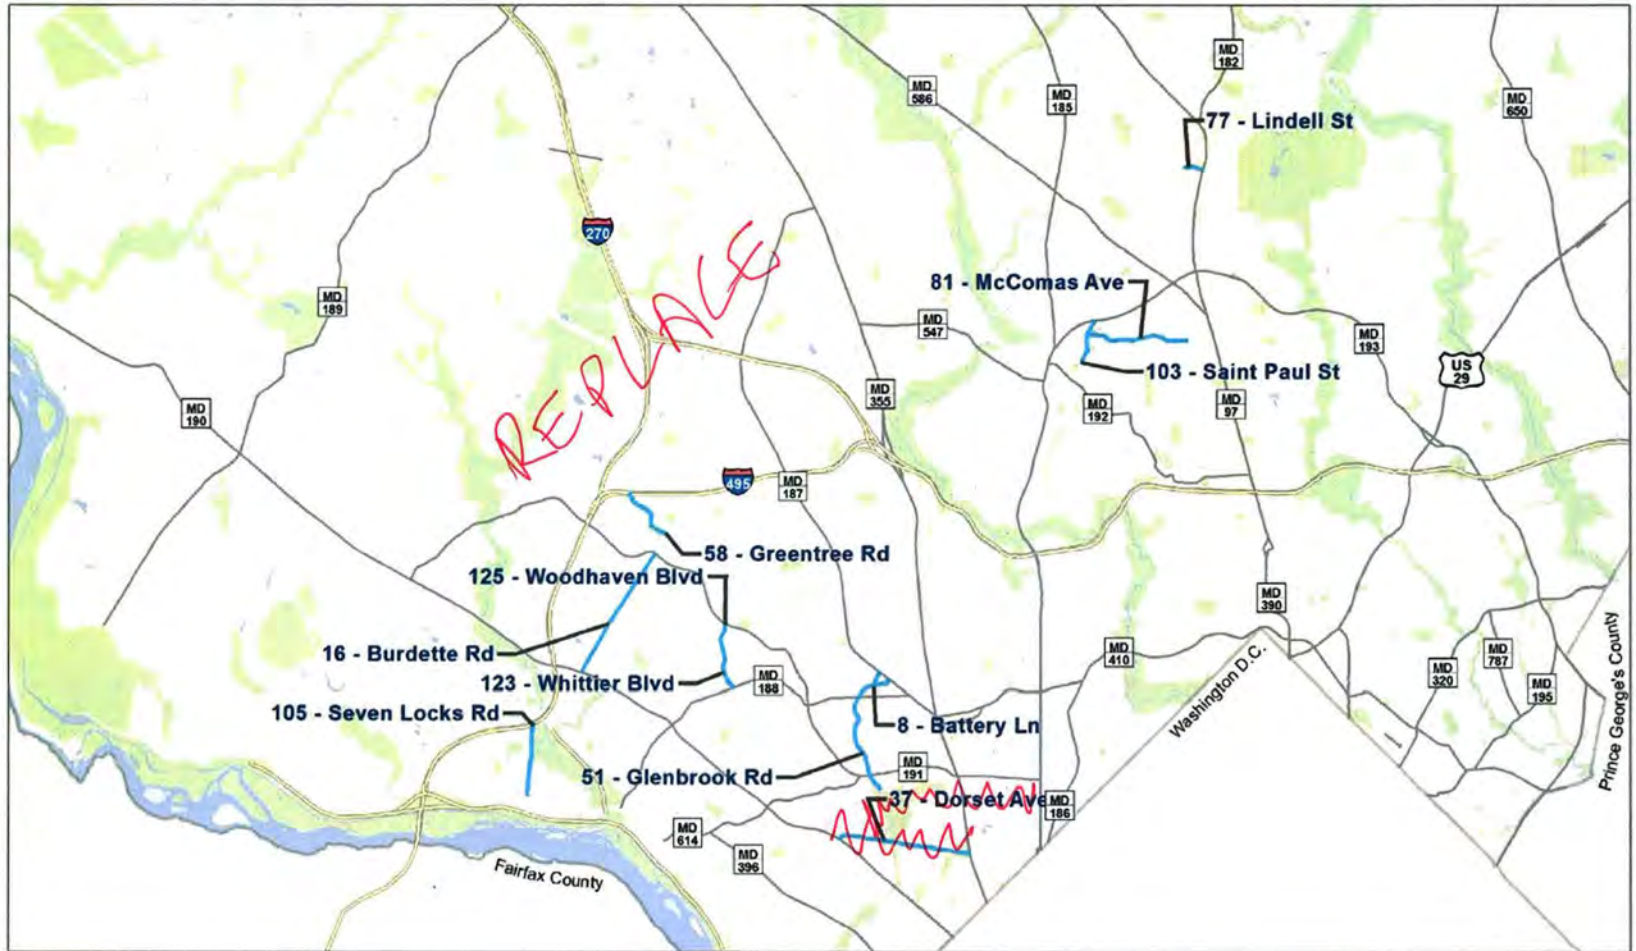 MD
182
MD
586
MD
185
MD
650
77 - Lindell St
270
REPLACE
MD
189
81 - McComas Ave
MD
547
MD
193
103 - Saint Paul St
US
29
MD
355
MD
192
MD
97
MD
190
495
MD
187
58 - Greentree Rd
125 - Woodhaven Blvd
MD
390
16 - Burdette Rd
MD
410
MD
787
MD
320
MD
195
Prince George's County
Washington D.C.
123 - Whittier Blvd
MD
188
105 - Seven Locks Rd
8 - Battery Ln
51 - Glenbrook Rd
MD
191
37 - Dorset Ave
MD
186
MD
614
MD
396
Fairfax County